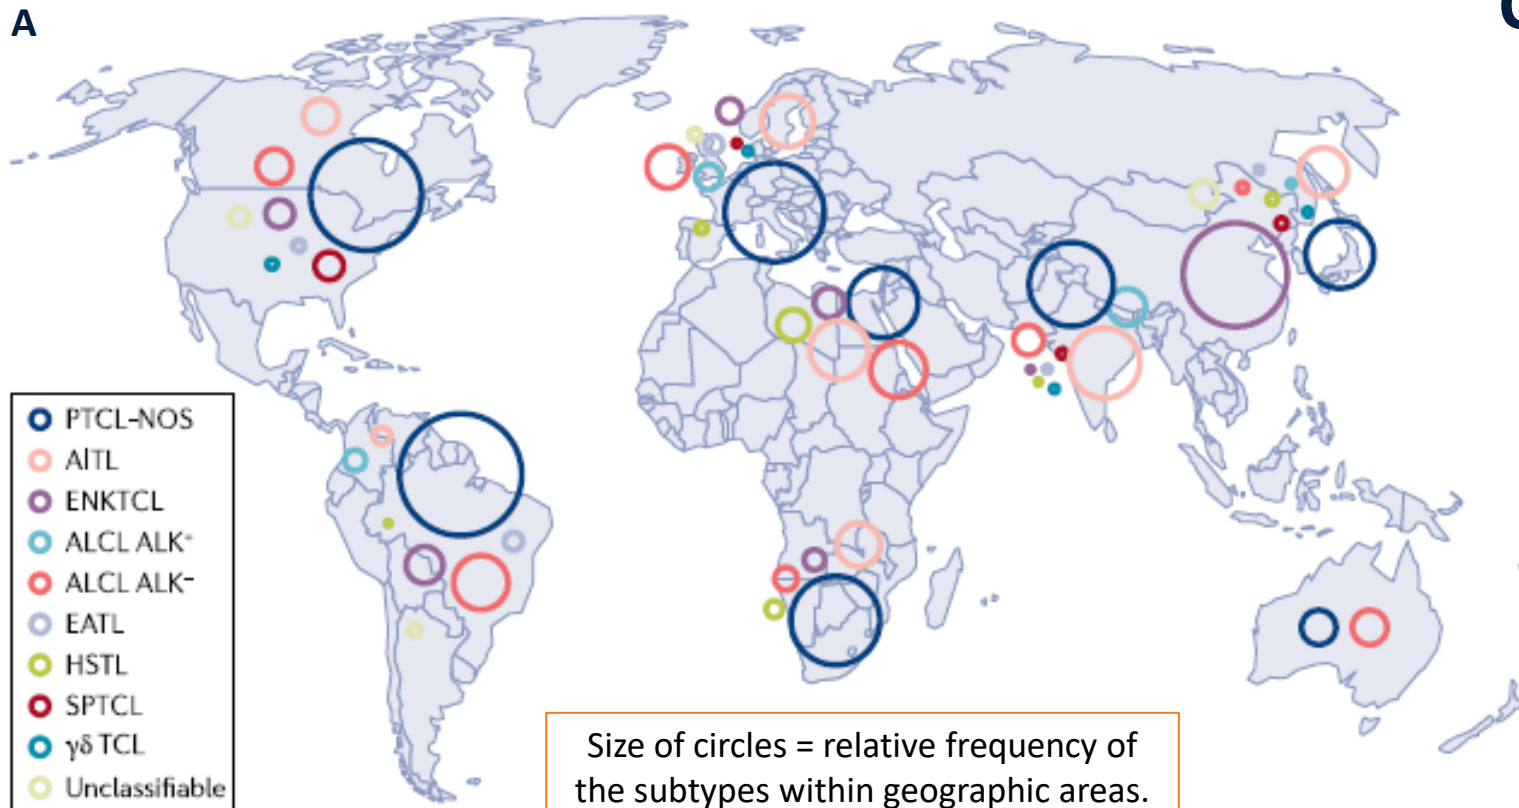 A
PTCL-NOS
AITL
ENKTCL
ALCL ALK⁺
ALCL ALK⁻
EATL
HSTL
SPTCL
γδ TCL
Unclassifiable
Size of circles = relative frequency of
the subtypes within geographic areas.